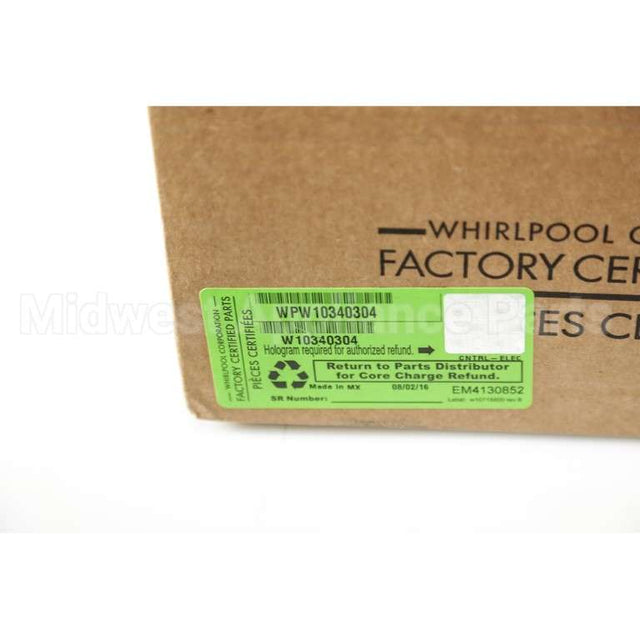 WHIRLPOOL C
FACTORY CER
PIÈCES CE
WHIRLPOOL CORPORATION
FACTORY CERTIFIED PARTS
PIÈCES CERTIFIÉES
WPW10340304
W10340304
Hologram required for authorized refund.
CNTRL-ELEC
Return to Parts Distributor
for Core Charge Refund.
Made in MX 08/02/16 EM4130852
SR Number:
Midwest Appliance Parts